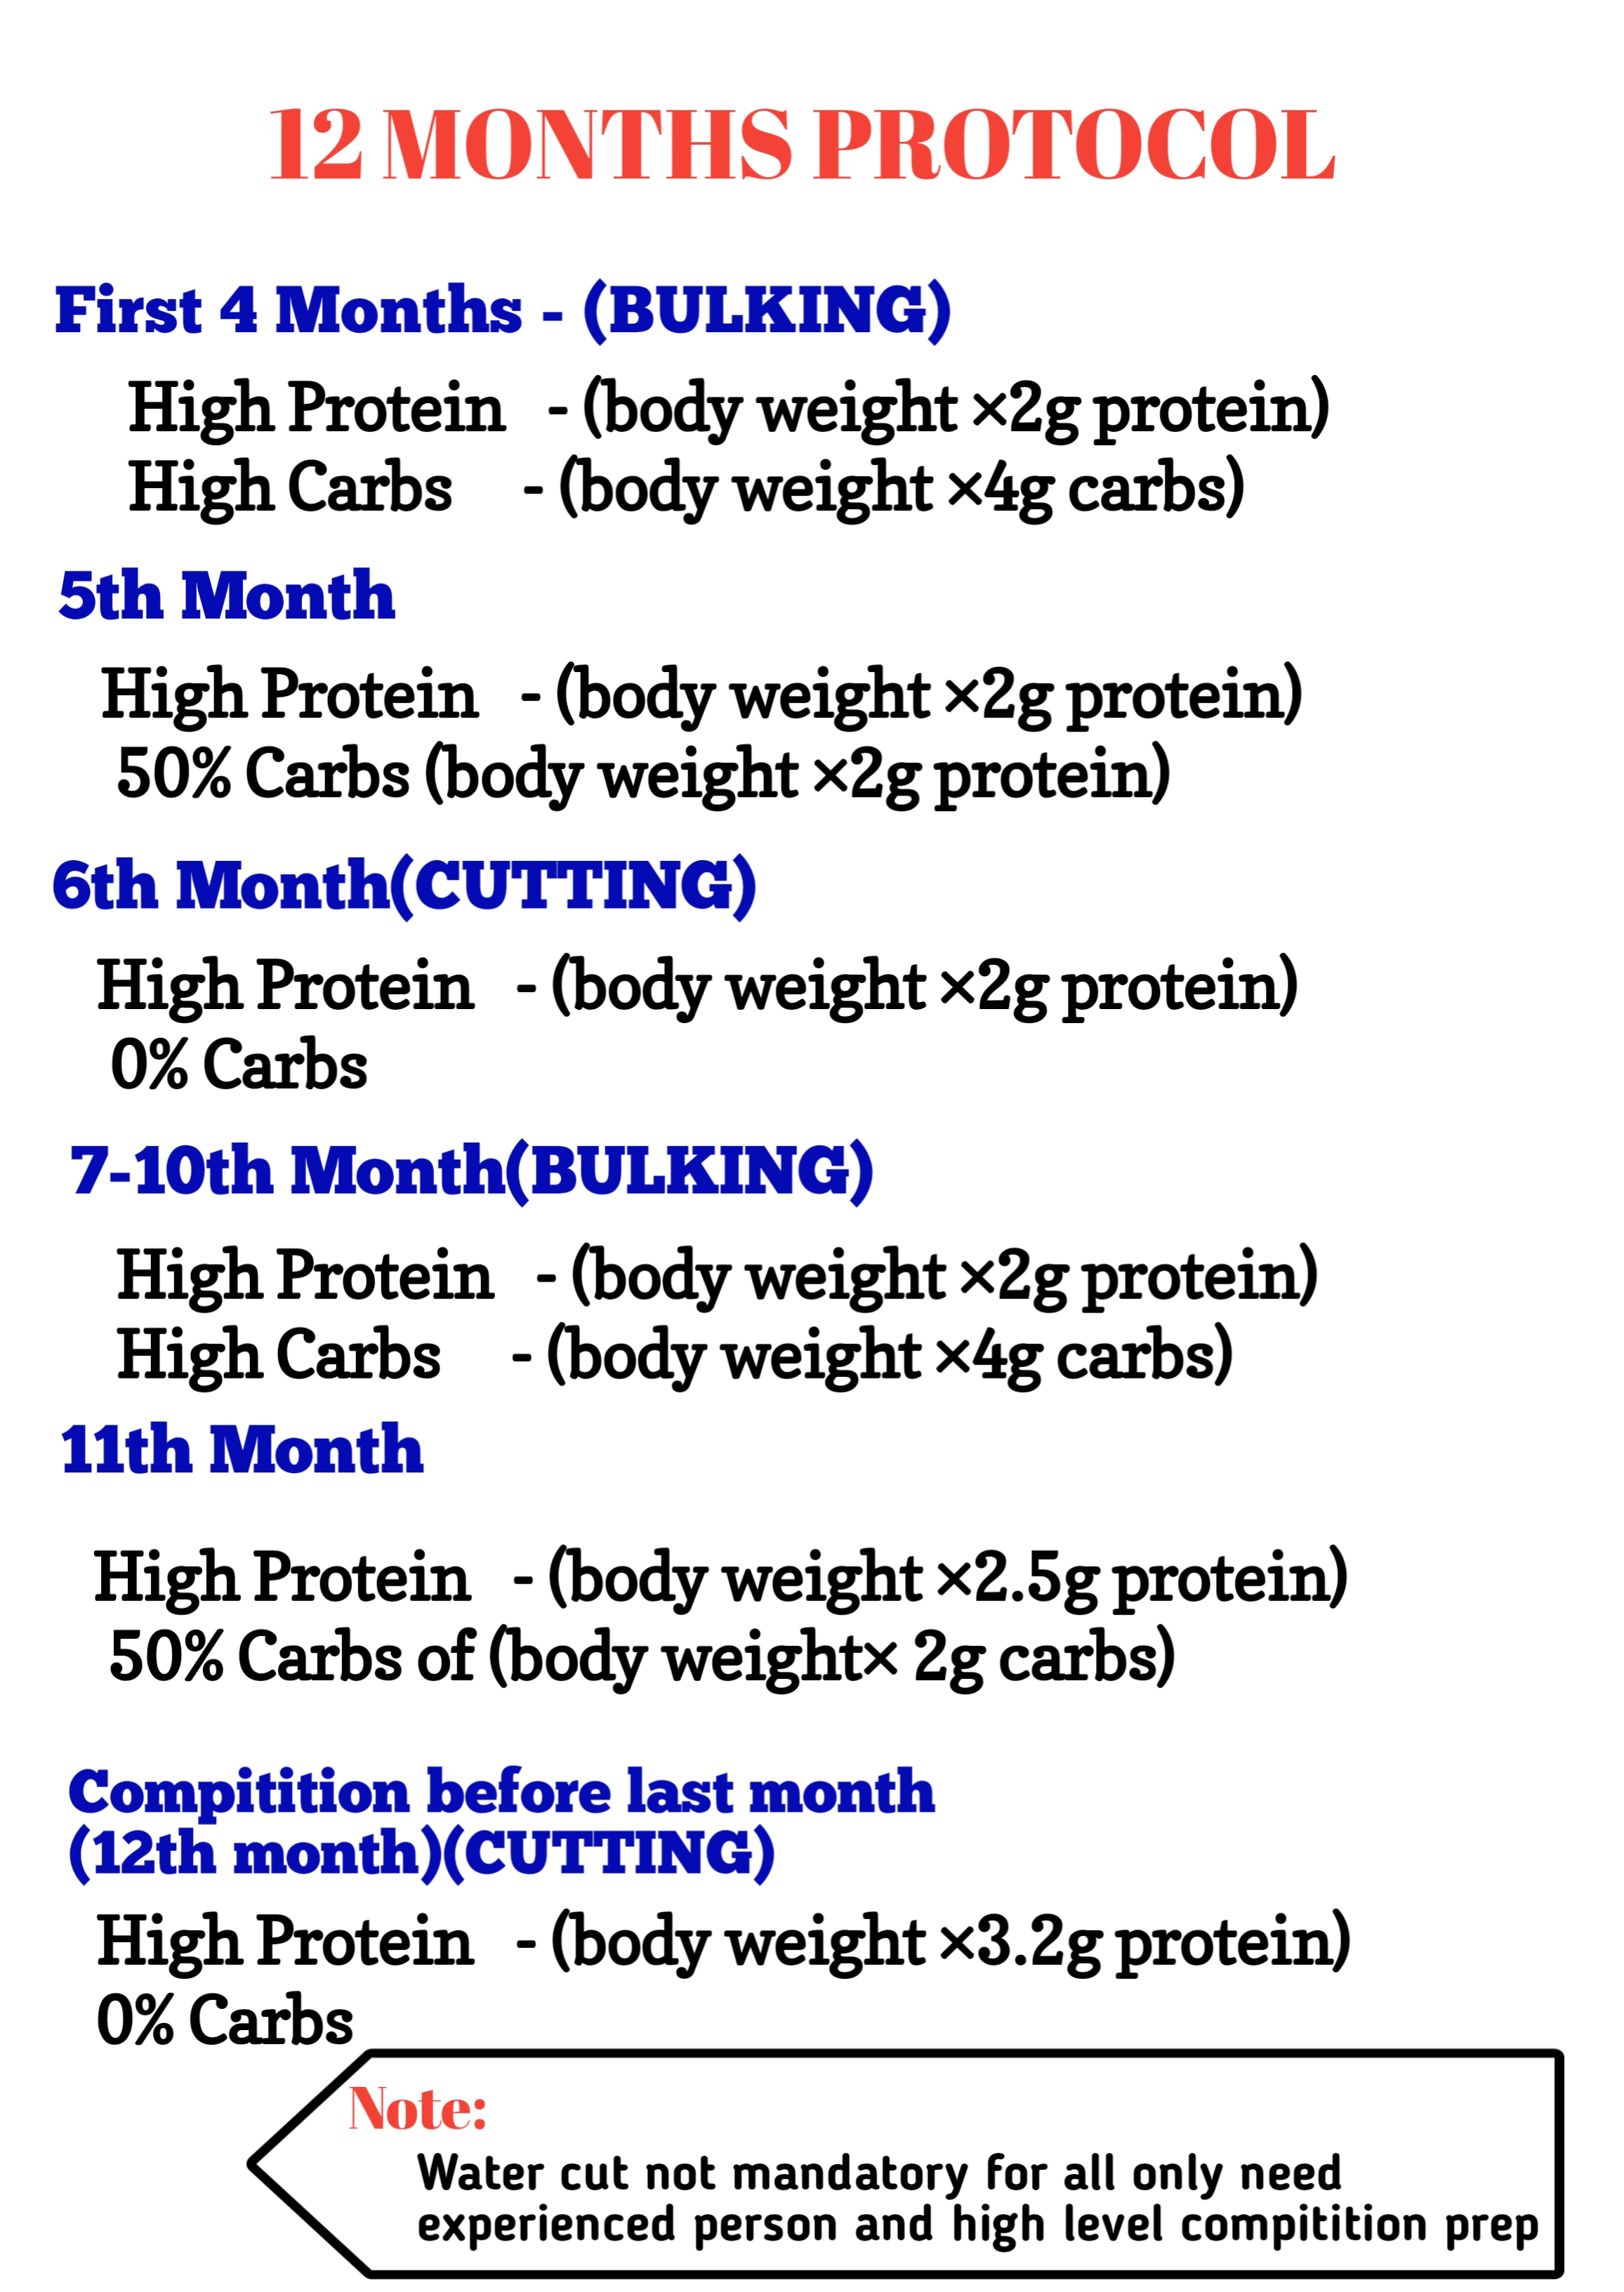 12 MONTHS PROTOCOL
First 4 Months - (BULKING)
High Protein - (body weight ×2g protein)
High Carbs - (body weight ×4g carbs)
5th Month
High Protein - (body weight ×2g protein)
50% Carbs (body weight ×2g protein)
6th Month(CUTTING)
High Protein - (body weight ×2g protein)
0% Carbs
7-10th Month(BULKING)
High Protein - (body weight ×2g protein)
High Carbs - (body weight ×4g carbs)
11th Month
High Protein - (body weight ×2.5g protein)
50% Carbs of (body weight× 2g carbs)
Compitition before last month
(12th month)(CUTTING)
High Protein - (body weight ×3.2g protein)
0% Carbs
Note:
Water cut not mandatory for all only need
experienced person and high level compitition prep